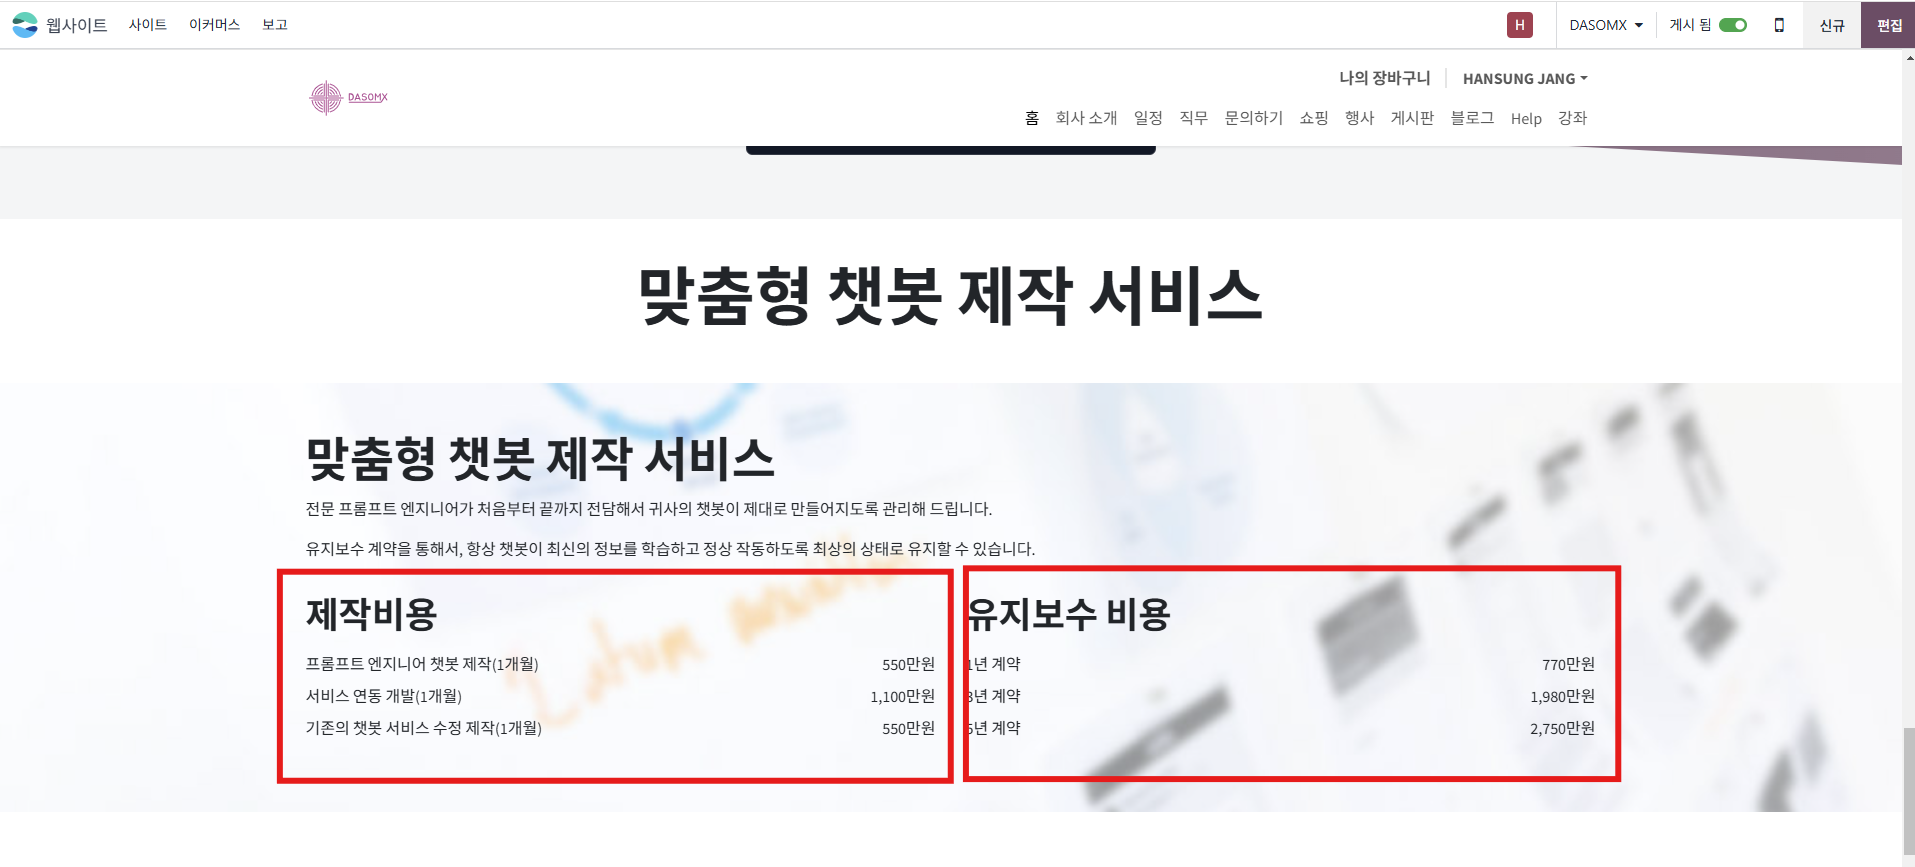 웹사이트 사이트 이커머스 보고 H DASOMX 게시 됨 신규 편집
나의 장바구니 HANSUNG JANG
DASOMX
홈 회사 소개 일정 직무 문의하기 쇼핑 행사 게시판 블로그 Help 강좌
맞춤형 챗봇 제작 서비스
맞춤형 챗봇 제작 서비스
전문 프롬프트 엔지니어가 처음부터 끝까지 전담해서 귀사의 챗봇이 제대로 만들어지도록 관리해 드립니다.
유지보수 계약을 통해서, 항상 챗봇이 최신의 정보를 학습하고 정상 작동하도록 최상의 상태로 유지할 수 있습니다.
제작비용
프롬프트 엔지니어 챗봇 제작(1개월) 550만원
서비스 연동 개발(1개월) 1,100만원
기존의 챗봇 서비스 수정 제작(1개월) 550만원
유지보수 비용
1년 계약 770만원
3년 계약 1,980만원
5년 계약 2,750만원